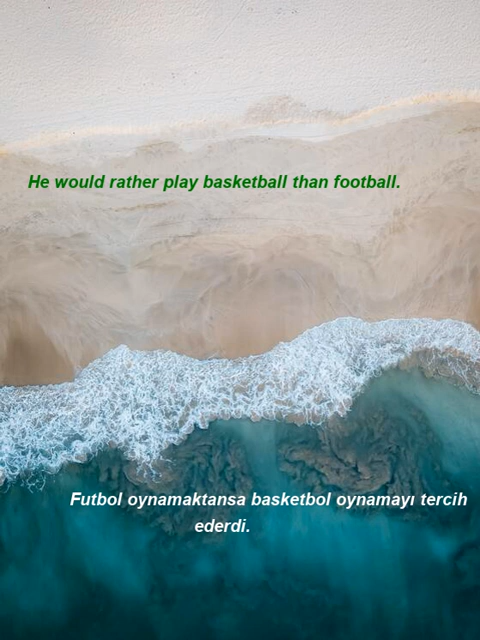 He would rather play basketball than football.
Futbol oynamaktansa basketbol oynamayı tercih
ederdi.